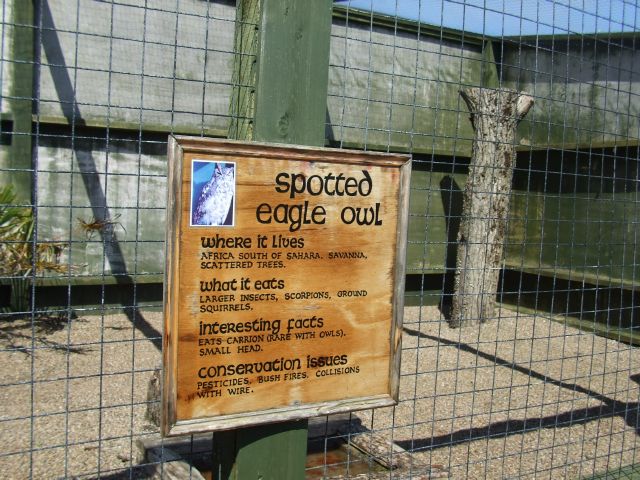 spotted
eagle owl
where it lives
AFRICA SOUTH OF SAHARA. SAVANNA,
SCATTERED TREES.
what it eats
LARGER INSECTS, SCORPIONS, GROUND
SQUIRRELS.
interesting facts
EATS CARRION (RARE WITH OWLS).
SMALL HEAD.
conservation issues
PESTICIDES. BUSH FIRES. COLLISIONS
WITH WIRE.